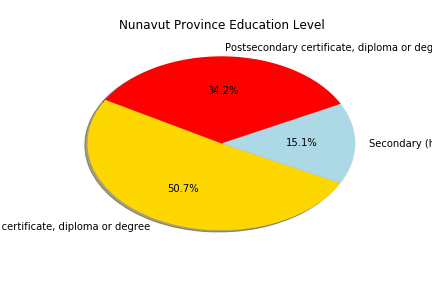 Nunavut Province Education Level
Postsecondary certificate, diploma or deg
34.2%
Secondary (h
15.1%
50.7%
certificate, diploma or degree